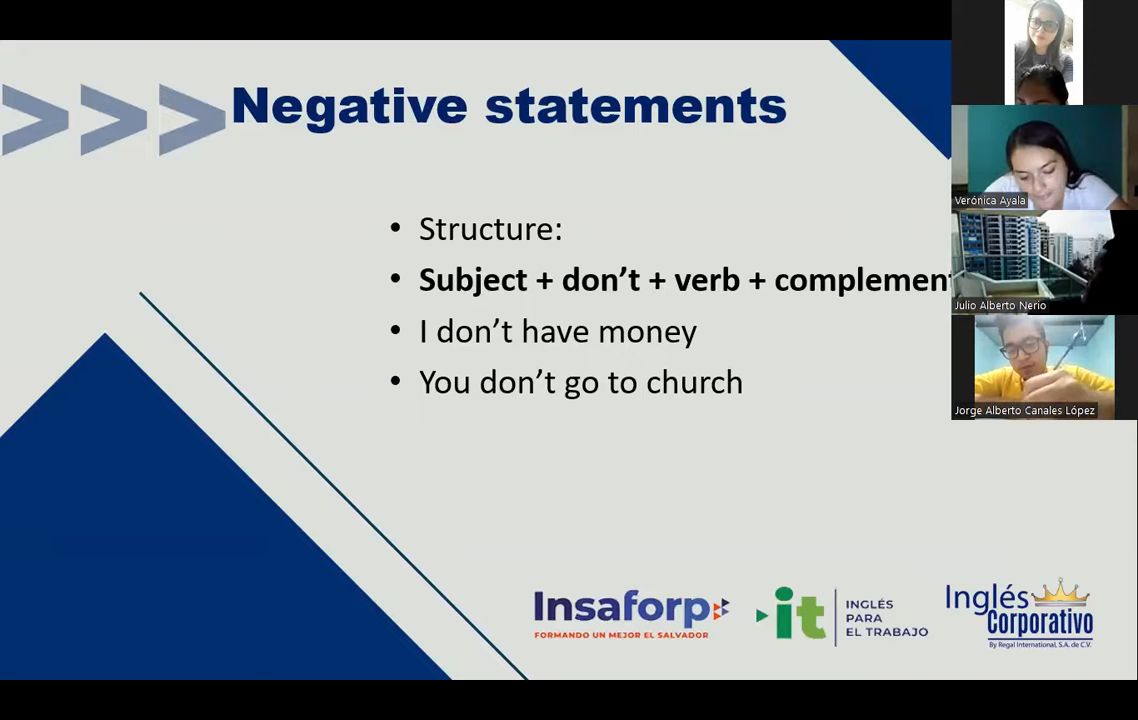 Negative statements
• Structure:
• Subject + don’t + verb + complement
• I don’t have money
• You don’t go to church
Verónica Ayala
Julio Alberto Nerio
Jorge Alberto Canales López
Insaforp
FORMANDO UN MEJOR EL SALVADOR
it
INGLÉS
PARA
EL TRABAJO
Inglés
Corporativo
By Regal International, S.A. de C.V.